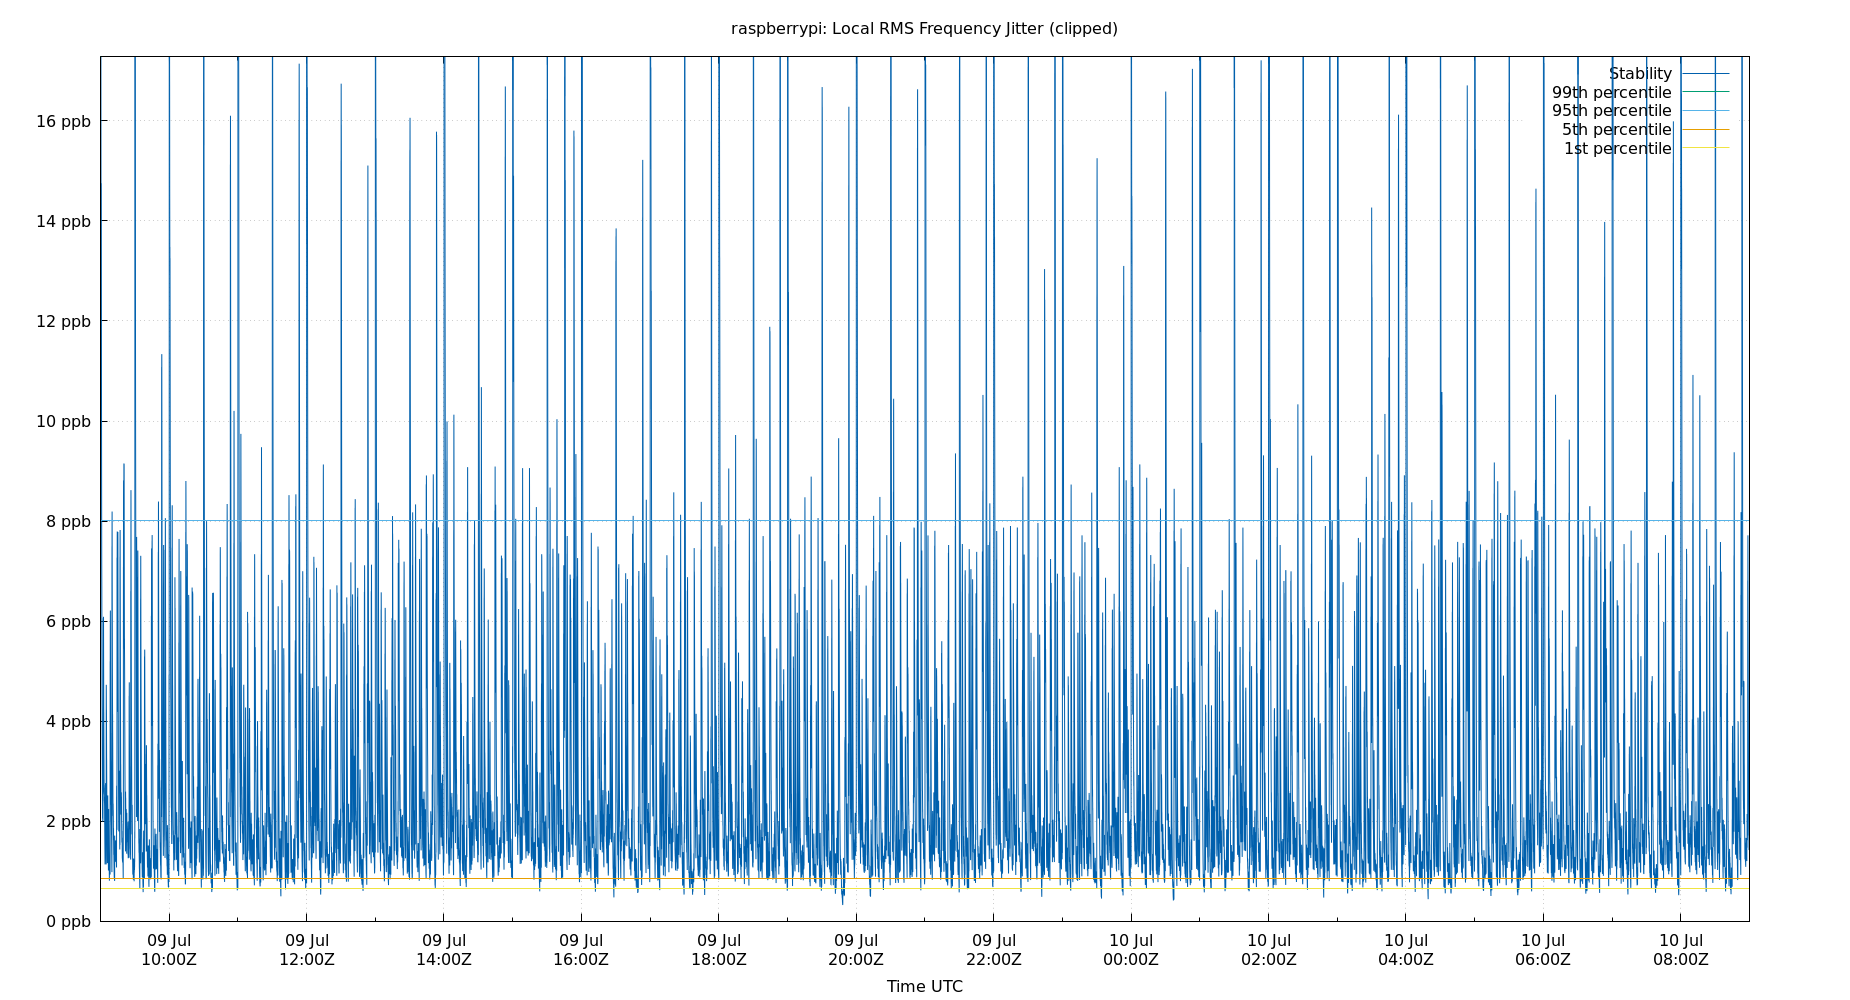 raspberrypi: Local RMS Frequency Jitter (clipped)
Stability
99th percentile
95th percentile
5th percentile
1st percentile
16 ppb
14 ppb
12 ppb
10 ppb
8 ppb
6 ppb
4 ppb
2 ppb
0 ppb
09 Jul 09 Jul 09 Jul 09 Jul 09 Jul 09 Jul 09 Jul 10 Jul 10 Jul 10 Jul 10 Jul 10 Jul
10:00Z 12:00Z 14:00Z 16:00Z 18:00Z 20:00Z 22:00Z 00:00Z 02:00Z 04:00Z 06:00Z 08:00Z
Time UTC